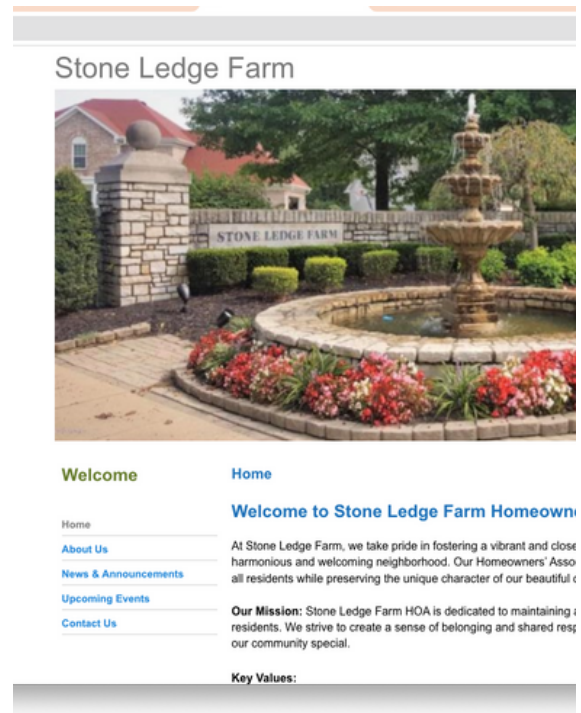 Stone Ledge Farm
STONE LEDGE FARM
Welcome
Home
About Us
News & Announcements
Upcoming Events
Contact Us
Home
Welcome to Stone Ledge Farm Homeowne
At Stone Ledge Farm, we take pride in fostering a vibrant and close
harmonious and welcoming neighborhood. Our Homeowners' Asso
all residents while preserving the unique character of our beautiful c
Our Mission: Stone Ledge Farm HOA is dedicated to maintaining a
residents. We strive to create a sense of belonging and shared resp
our community special.
Key Values: